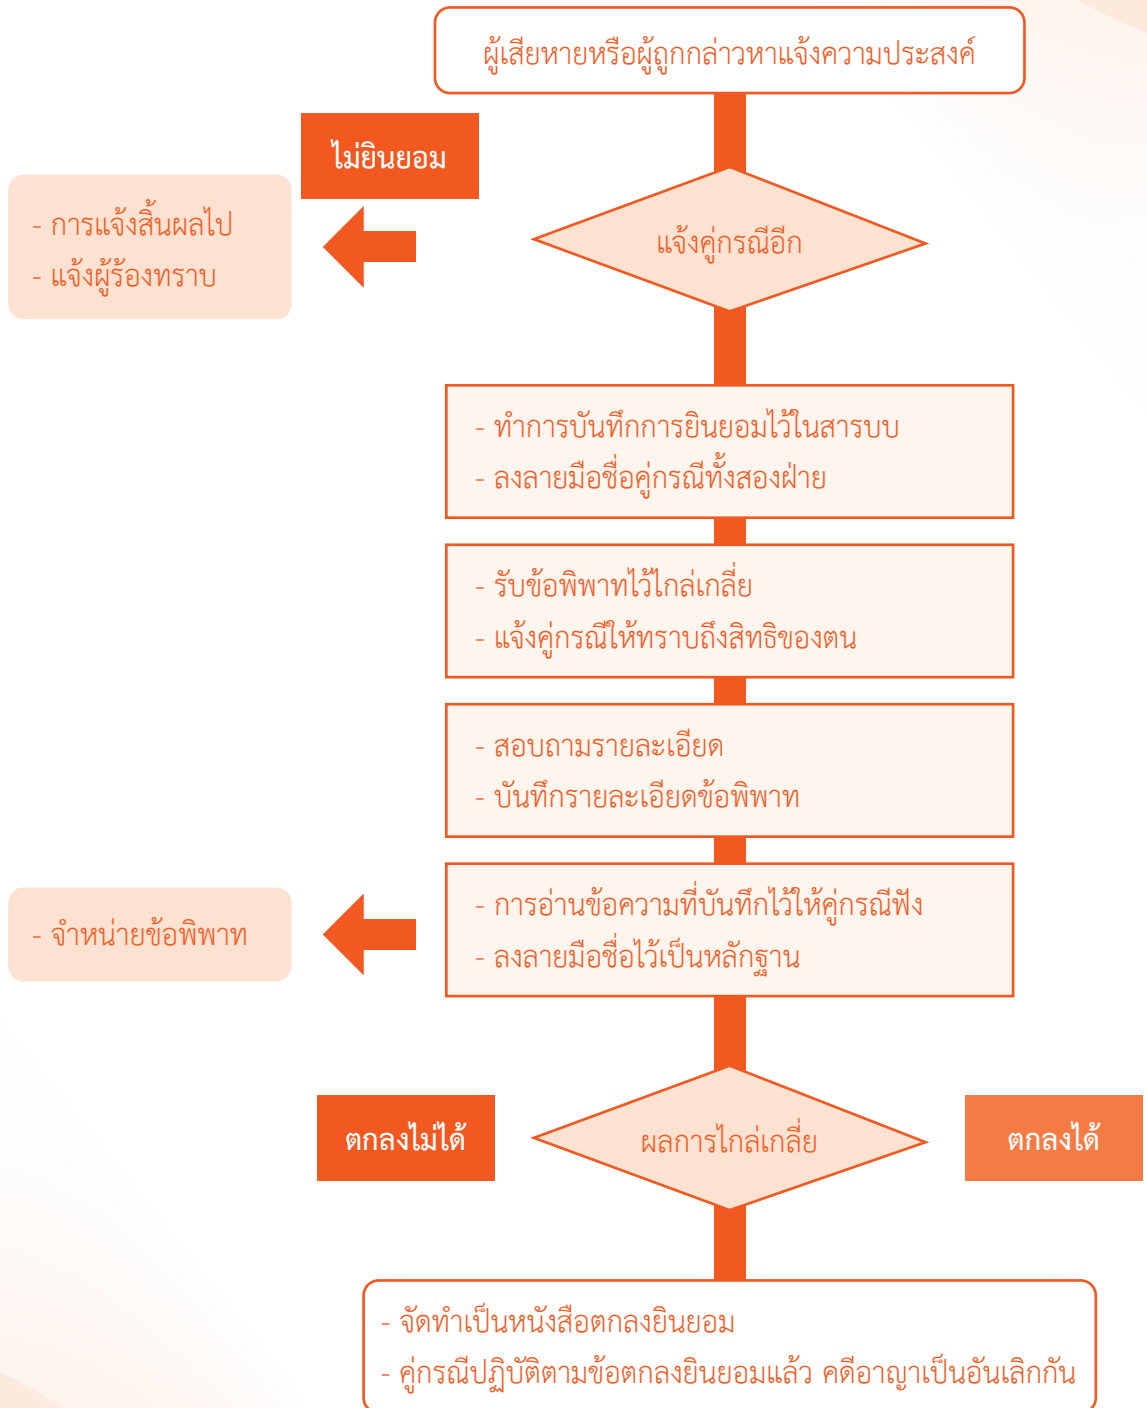 ผู้เสียหายหรือผู้ถูกกล่าวหาแจ้งความประสงค์
ไม่ยินยอม
แจ้งคู่กรณีอีก
- การแจ้งสิ้นผลไป
- แจ้งผู้ร้องทราบ
- ทำการบันทึกการยินยอมไว้ในสารบบ
- ลงลายมือชื่อคู่กรณีทั้งสองฝ่าย
- รับข้อพิพาทไว้ไกล่เกลี่ย
- แจ้งคู่กรณีให้ทราบถึงสิทธิของตน
- สอบถามรายละเอียด
- บันทึกรายละเอียดข้อพิพาท
- การอ่านข้อความที่บันทึกไว้ให้คู่กรณีฟัง
- ลงลายมือชื่อไว้เป็นหลักฐาน
- จำหน่ายข้อพิพาท
ตกลงไม่ได้
ผลการไกล่เกลี่ย
ตกลงได้
- จัดทำเป็นหนังสือตกลงยินยอม
- คู่กรณีปฏิบัติตามข้อตกลงยินยอมแล้ว คดีอาญาเป็นอันเลิกกัน